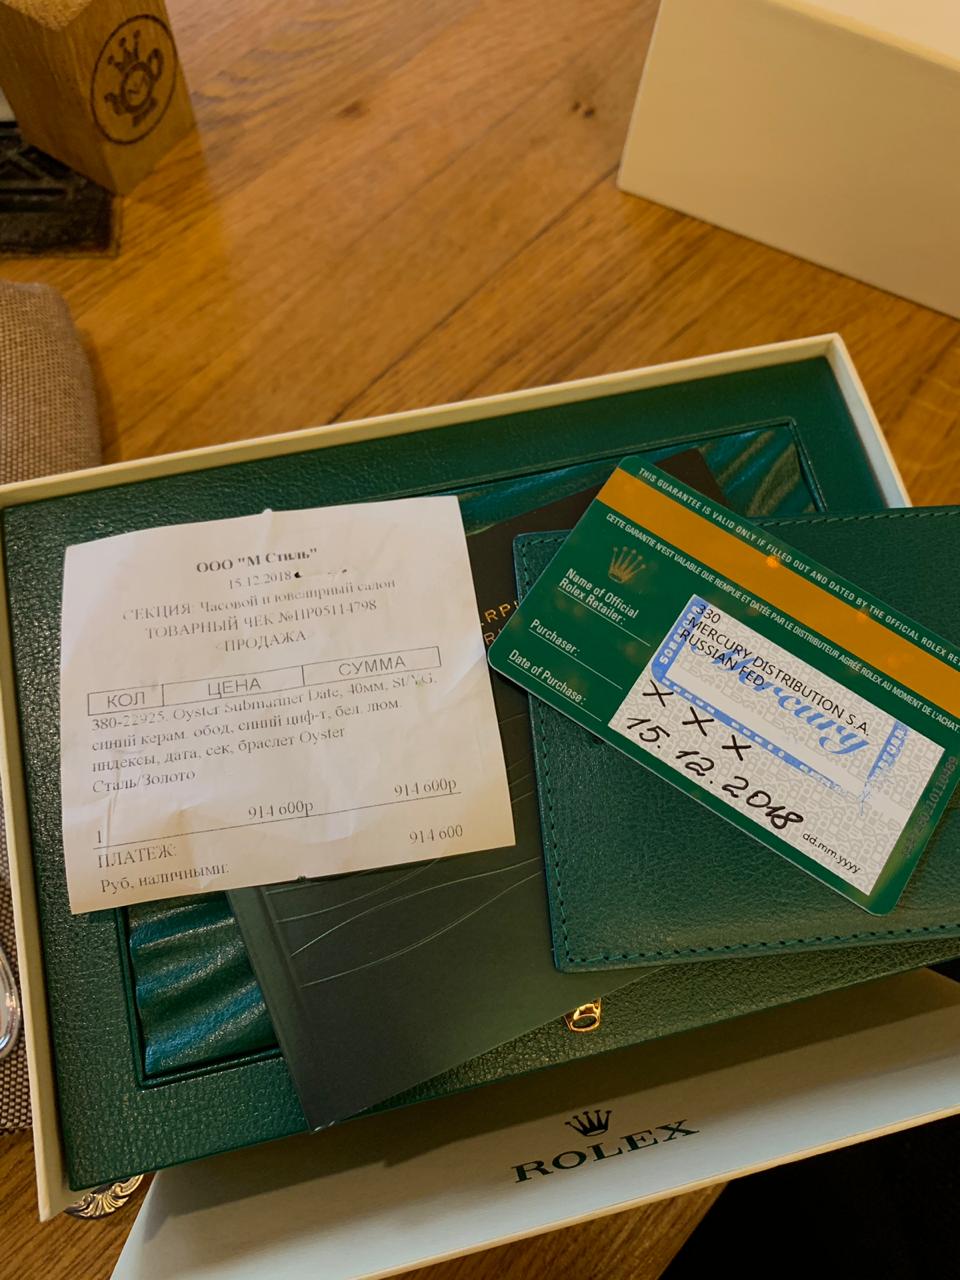 ООО "М Стиль"
15.12.2018
СЕКЦИЯ: Часовой и ювелирный салон
ТОВАРНЫЙ ЧЕК №ПР05114798
<ПРОДАЖА>
КОЛ ЦЕНА СУММА
380-22925. Oyster Submariner Date, 40мм, St/YG,
синий керам. обод, синий циф-т, бел. люм.
индексы, дата, сек, браслет Oyster
Сталь/Золото
1 914 600р 914 600р
ПЛАТЕЖ: 914 600
Руб, наличными:
THIS GUARANTEE IS VALID ONLY IF FILLED OUT AND DATED BY THE OFFICIAL ROLEX
CETTE GARANTIE N'EST VALABLE QUE REMPLIE ET DATÉE PAR LE DISTRIBUTEUR AGRÉÉ ROLEX AU MOMENT DE L'ACHAT
Name of Official
Rolex Retailer:
Purchaser:
Date of Purchase:
330
MERCURY DISTRIBUTION S.A.
RUSSIAN FED.
Mercury
X X X
15.12.2018
dd.mm.yyyy
ROLEX